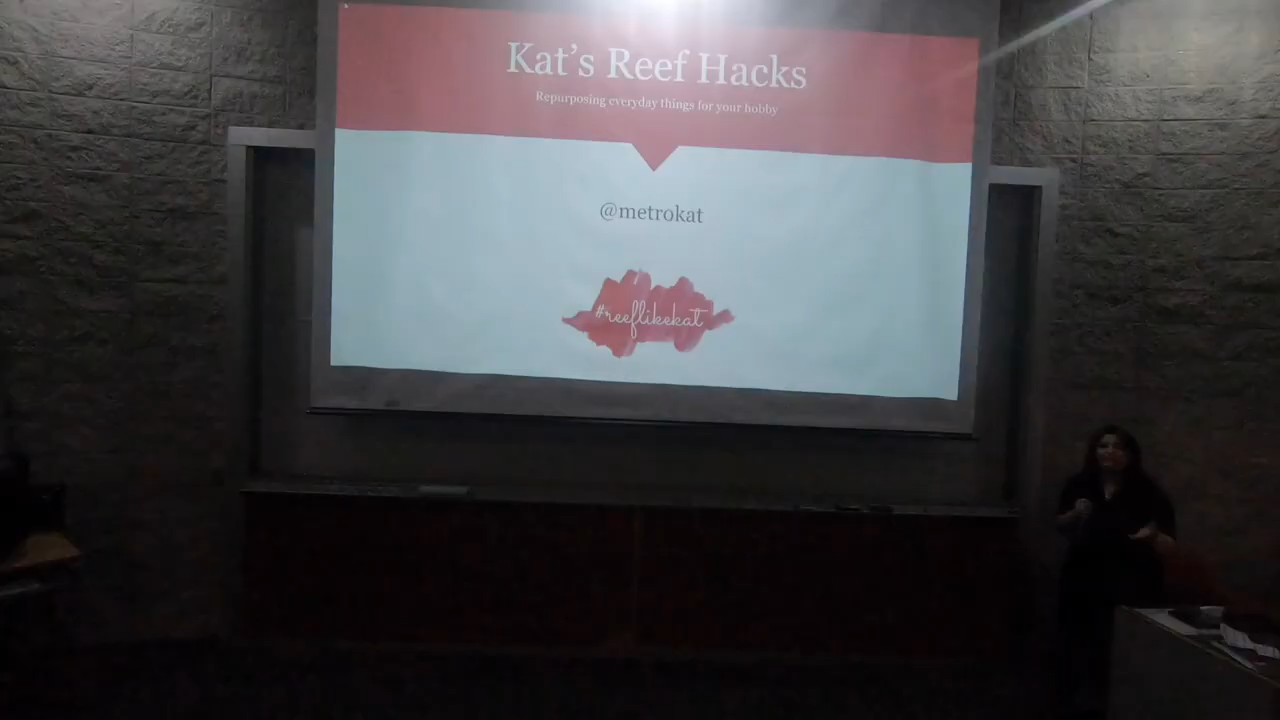 Kat's Reef Hacks
Repurposing everyday things for your hobby
@metrokat
#reeflikekat